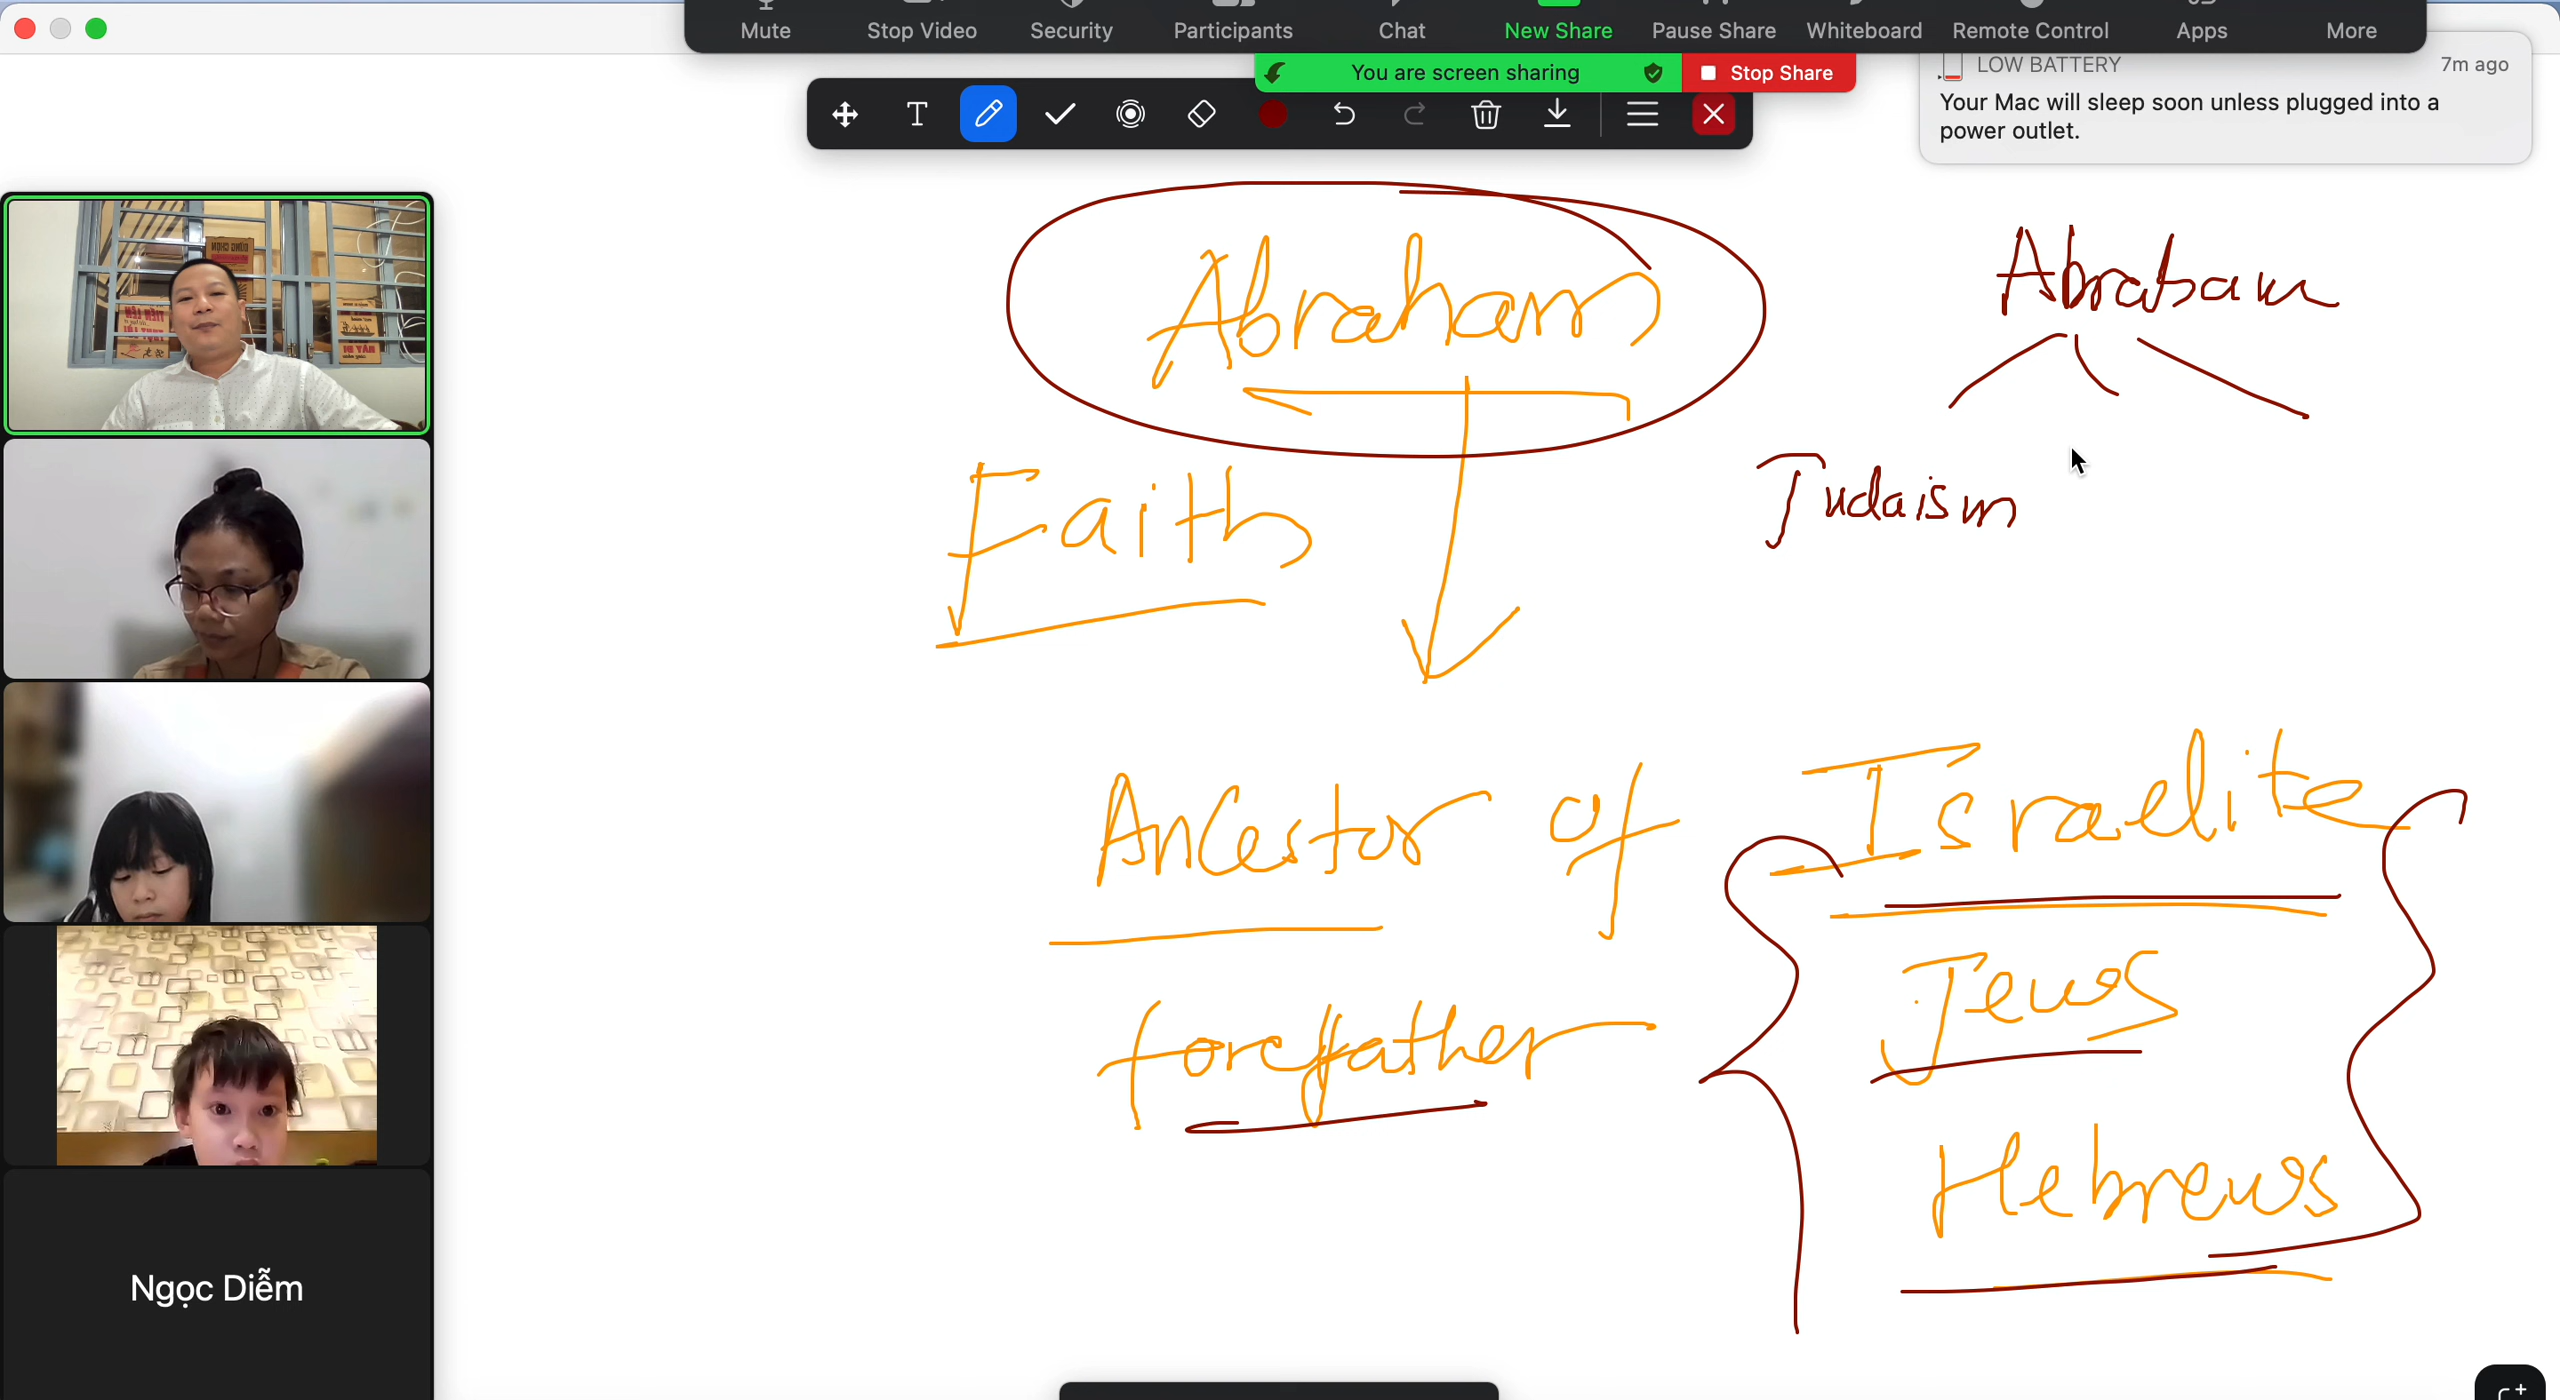 Mute Stop Video Security Participants Chat New Share Pause Share Whiteboard Remote Control Apps More
You are screen sharing Stop Share
LOW BATTERY 7m ago
Your Mac will sleep soon unless plugged into a
power outlet.
T
Abraham
Abraham
Faith
Judaism
Ancestor of Israelite
forefather Jews
Hebrews
ĐI VẮN
Ngọc Diễm